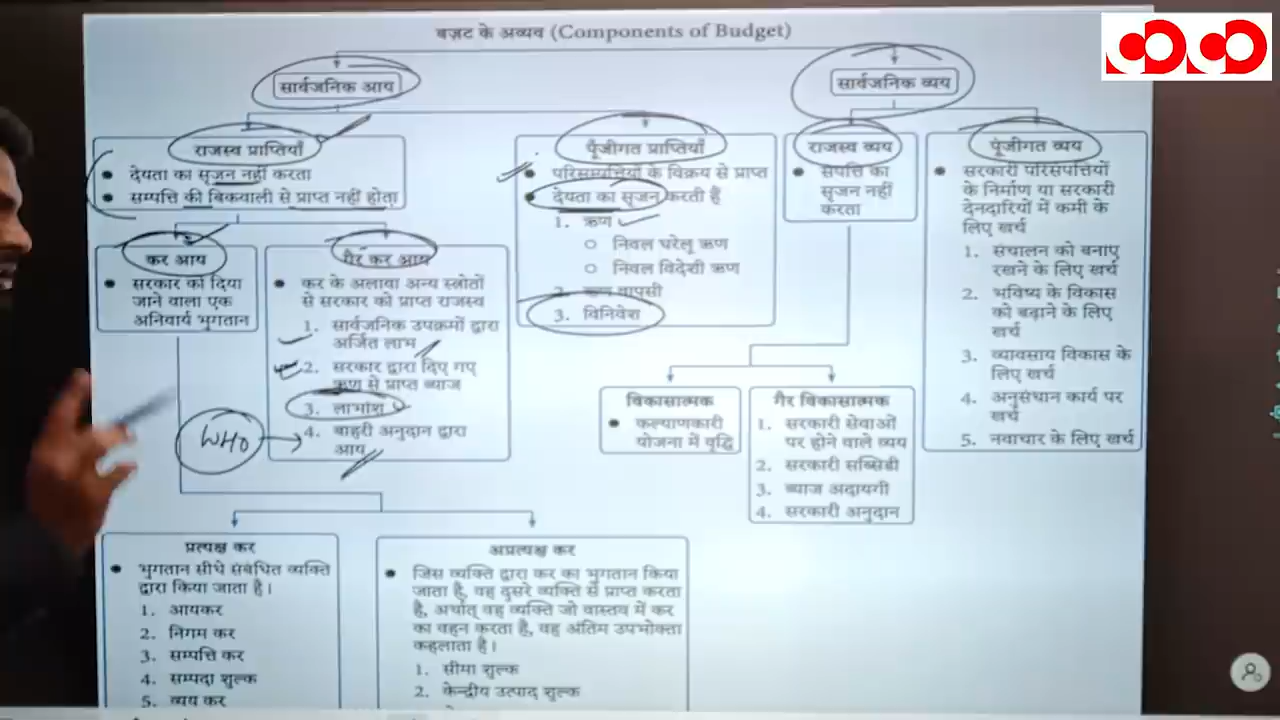 बज़ट के अव्यव (Components of Budget)
सार्वजनिक आय
सार्वजनिक व्यय
राजस्व प्राप्तियाँ
देयता का सृजन नहीं करता
सम्पत्ति की बिकवाली से प्राप्त नहीं होता
पूँजीगत प्राप्तियाँ
परिसम्पत्तियों के विक्रय से प्राप्त
देयता का सृजन करती हैं
1. ऋण
निवल घरेलू ऋण
निवल विदेशी ऋण
2. ऋण वापसी
3. विनिवेश
राजस्व व्यय
संपत्ति का
सृजन नहीं
करता
पूंजीगत व्यय
सरकारी परिसंपत्तियों
के निर्माण या सरकारी
देनदारियों में कमी के
लिए खर्च
1. संचालन को बनाए
रखने के लिए खर्च
2. भविष्य के विकास
को बढ़ाने के लिए
खर्च
3. व्यावसाय विकास के
लिए खर्च
4. अनुसंधान कार्य पर
खर्च
5. नवाचार के लिए खर्च
कर आय
सरकार को दिया
जाने वाला एक
अनिवार्य भुगतान
गैर कर आय
कर के अलावा अन्य स्त्रोतों
से सरकार को प्राप्त राजस्व
1. सार्वजनिक उपक्रमों द्वारा
अर्जित लाभ
2. सरकार द्वारा दिए गए
ऋण से प्राप्त ब्याज
3. लाभांश
4. बाहरी अनुदान द्वारा
आय
WHO
विकासात्मक
कल्याणकारी
योजना में वृद्धि
गैर विकासात्मक
1. सरकारी सेवाओं
पर होने वाले व्यय
2. सरकारी सब्सिडी
3. ब्याज अदायगी
4. सरकारी अनुदान
प्रत्यक्ष कर
भुगतान सीधे संबंधित व्यक्ति
द्वारा किया जाता है।
1. आयकर
2. निगम कर
3. सम्पत्ति कर
4. सम्पदा शुल्क
5. व्यय कर
अप्रत्यक्ष कर
जिस व्यक्ति द्वारा कर का भुगतान किया
जाता है, वह दुसरे व्यक्ति से प्राप्त करता
है, अर्थात् वह व्यक्ति जो वास्तव में कर
का वहन करता है, वह अंतिम उपभोक्ता
कहलाता है।
1. सीमा शुल्क
2. केन्द्रीय उत्पाद शुल्क